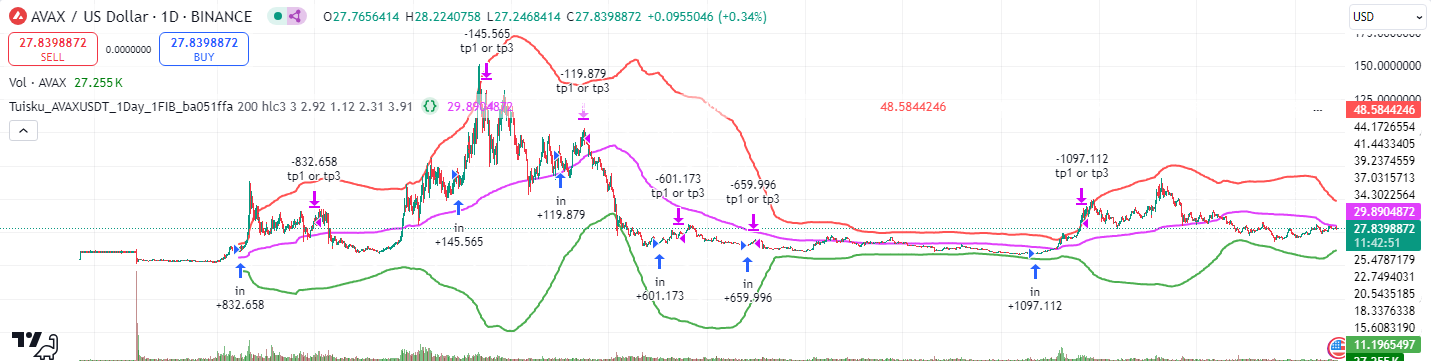 AVAX / US Dollar · 1D · BINANCE
O27.7656414 H28.2240758 L27.2468414 C27.8398872 +0.0955046 (+0.34%)
USD
27.8398872
SELL
0.0000000
27.8398872
BUY
Vol · AVAX 27.255 K
Tuisku_AVAXUSDT_1Day_1FIB_ba051ffa 200 hlc3 3 2.92 1.12 2.31 3.91 {} 29.8904872 48.5844246 ...
-145.565
tp1 or tp3
-119.879
tp1 or tp3
-832.658
tp1 or tp3
-601.173
tp1 or tp3
-659.996
tp1 or tp3
-1097.112
tp1 or tp3
in
+119.879
in
+145.565
+832.658
in
+601.173
in
+659.996
in
+1097.112
150.0000000
125.0000000
48.5844246
44.1726554
41.4433405
39.2374559
37.0315713
34.3022564
29.8904872
27.8398872
11:42:51
25.4787179
22.7494031
20.5435185
18.3376338
15.6083190
11.1965497
27.255 K